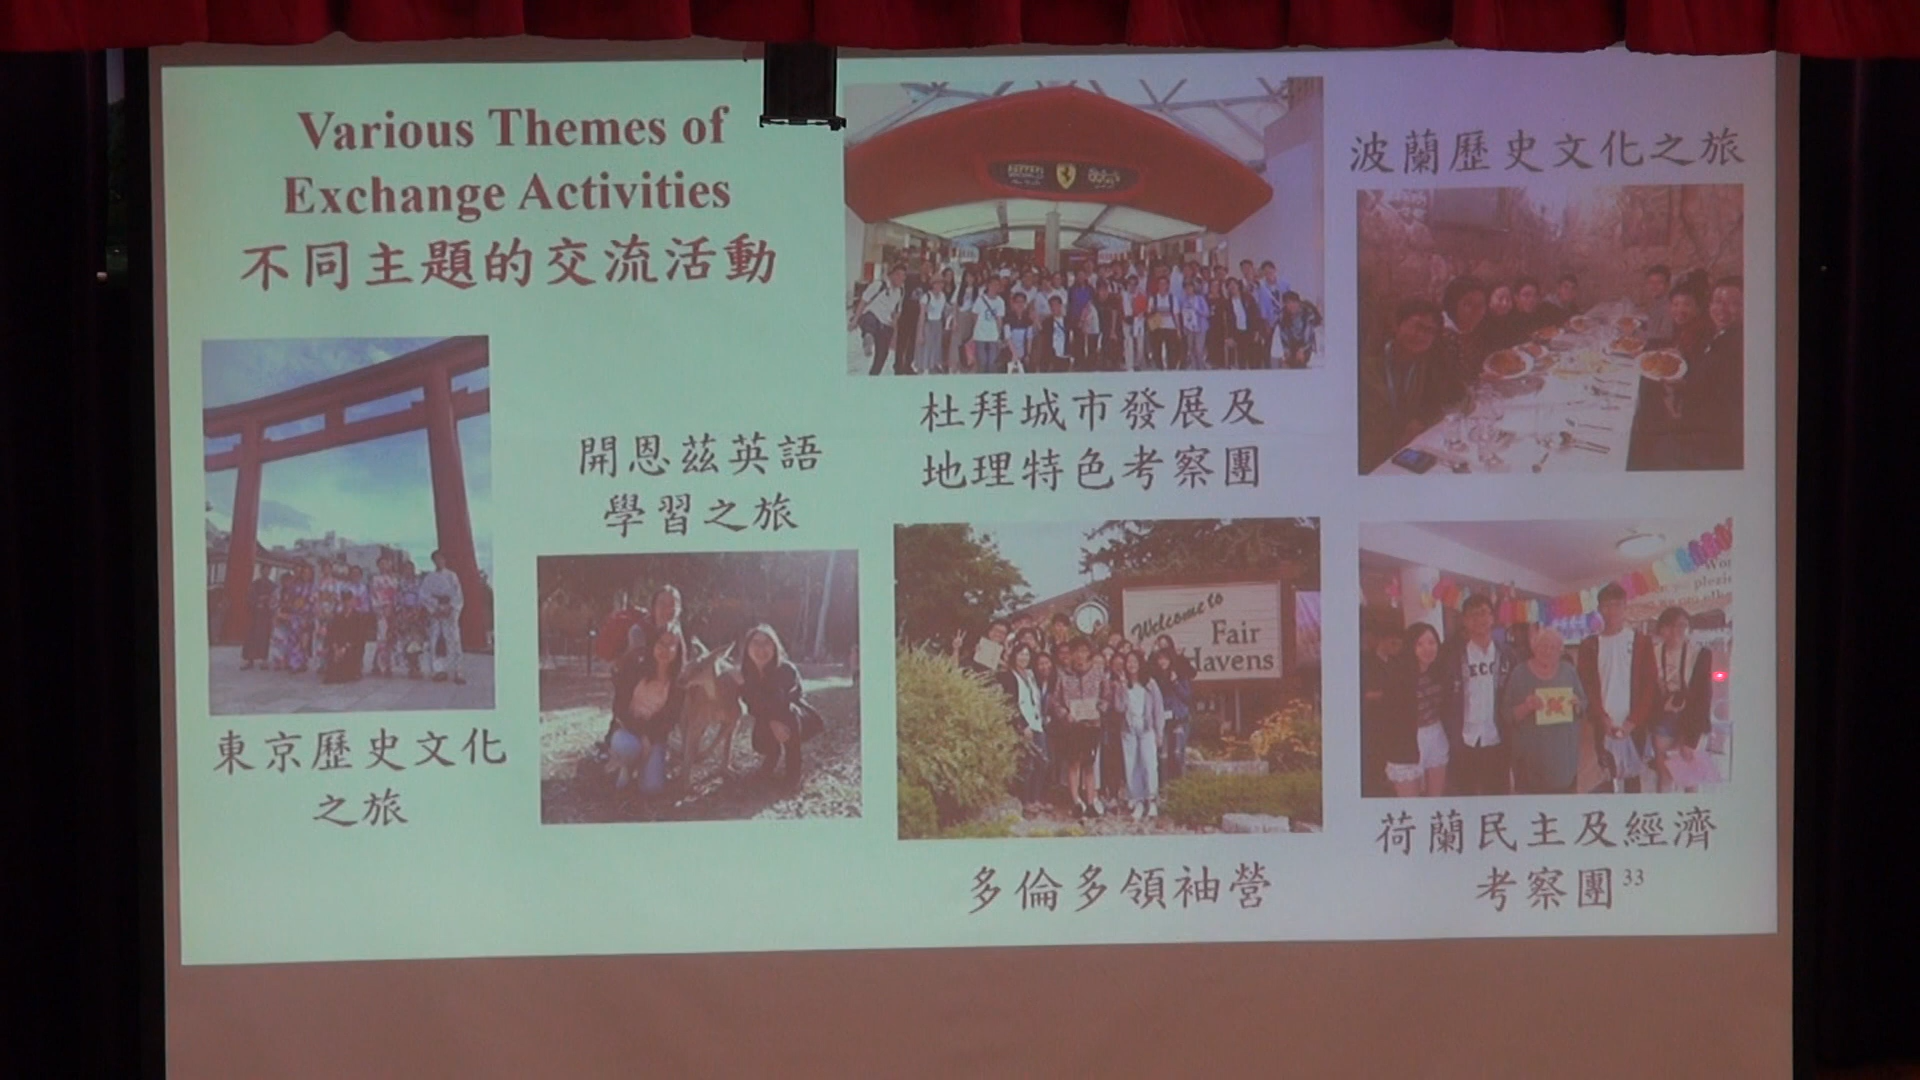 Various Themes of
Exchange Activities
不同主題的交流活動
東京歷史文化
之旅
開恩茲英語
學習之旅
杜拜城市發展及
地理特色考察團
Welcome to
Fair
Havens
多倫多領袖營
波蘭歷史文化之旅
荷蘭民主及經濟
考察團 33